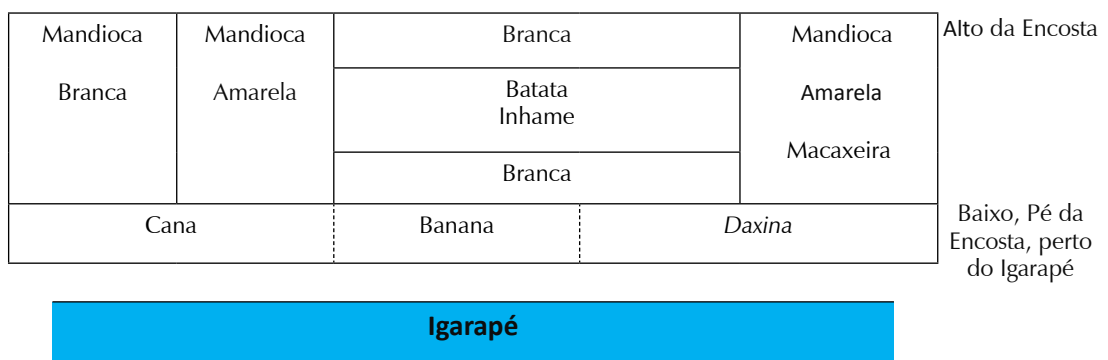 Mandioca
Branca
Mandioca
Amarela
Branca
Batata
Inhame
Branca
Mandioca
Amarela
Macaxeira
Alto da Encosta
Cana
Banana
Daxina
Baixo, Pé da
Encosta, perto
do Igarapé
Igarapé